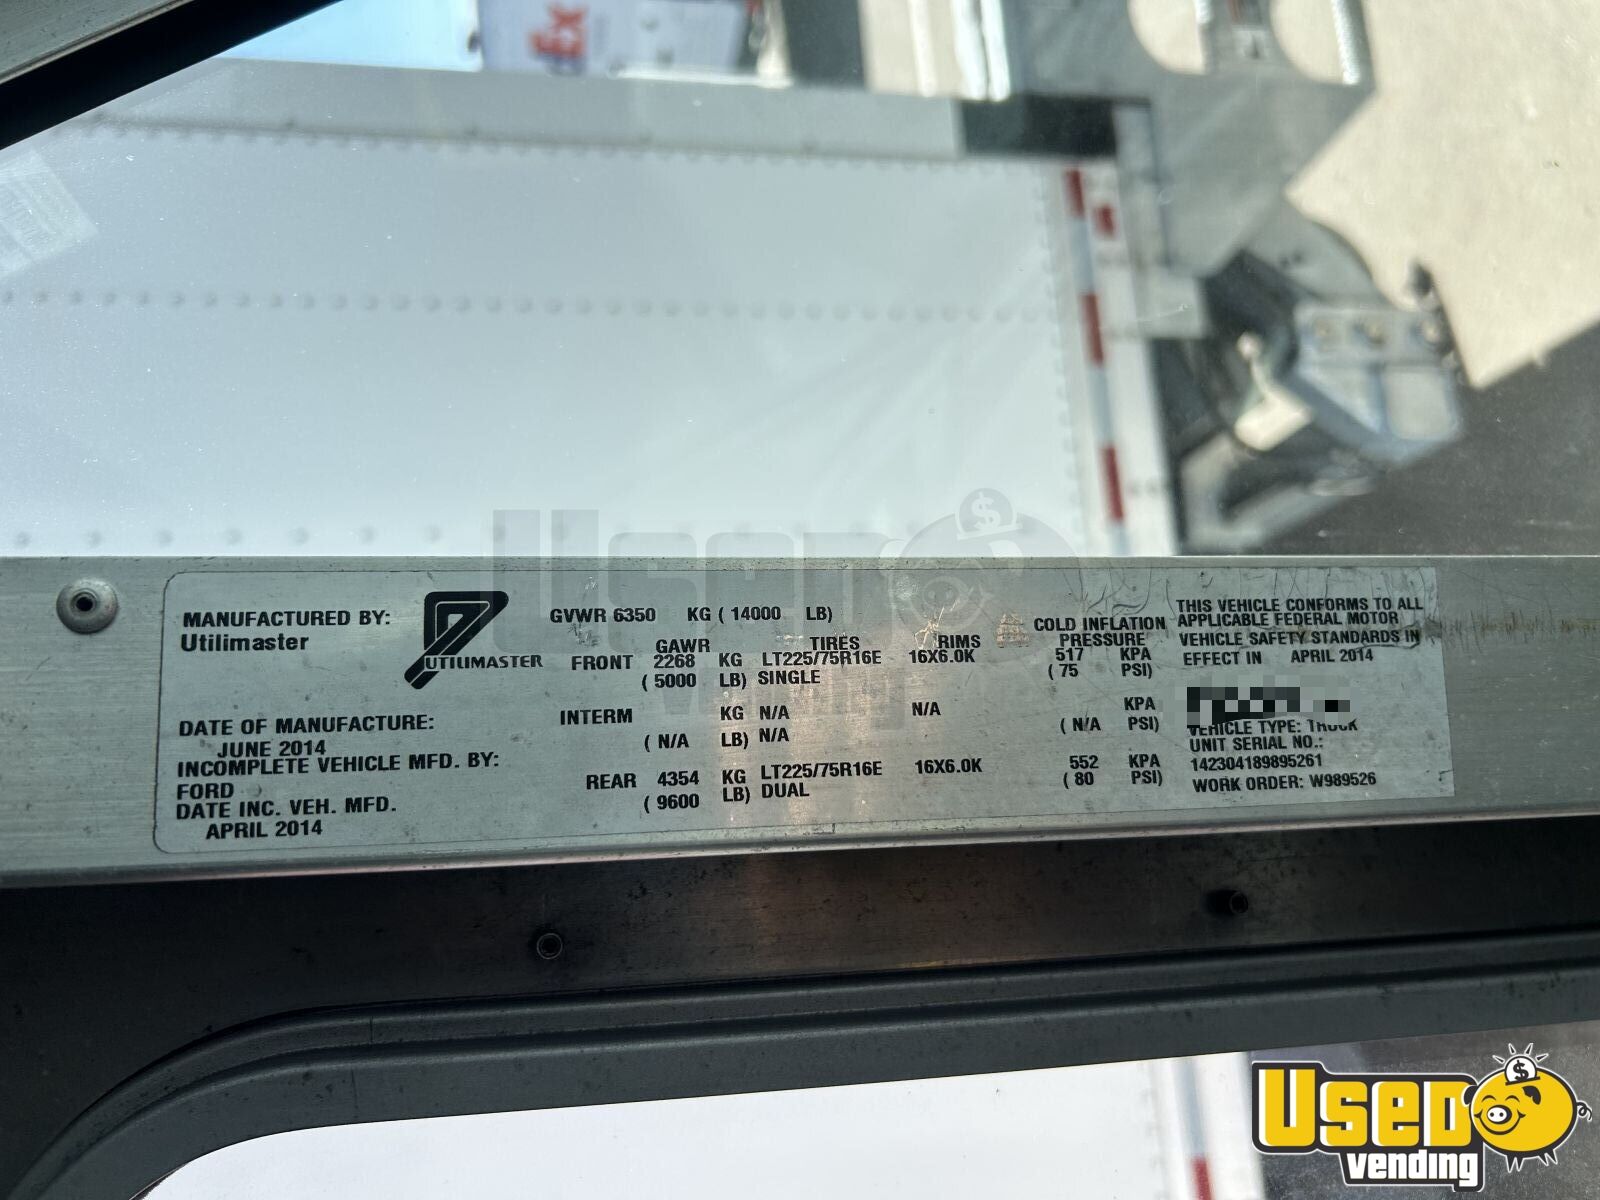 Ex
MANUFACTURED BY:
Utilimaster
UTILIMASTER
DATE OF MANUFACTURE:
JUNE 2014
INCOMPLETE VEHICLE MFD. BY:
FORD
DATE INC. VEH. MFD.
APRIL 2014
GVWR 6350 KG ( 14000 LB)
GAWR TIRES RIMS COLD INFLATION PRESSURE
FRONT 2268 KG LT225/75R16E 16X6.0K 517 KPA
( 5000 LB) SINGLE ( 75 PSI)
INTERM KG N/A N/A KPA
( N/A LB) N/A ( N/A PSI)
REAR 4354 KG LT225/75R16E 16X6.0K 552 KPA
( 9600 LB) DUAL ( 80 PSI)
THIS VEHICLE CONFORMS TO ALL
APPLICABLE FEDERAL MOTOR
VEHICLE SAFETY STANDARDS IN
EFFECT IN APRIL 2014
VEHICLE TYPE: TRUCK
UNIT SERIAL NO.:
142304189895261
WORK ORDER: W989526
Used
Vending
USED
vending